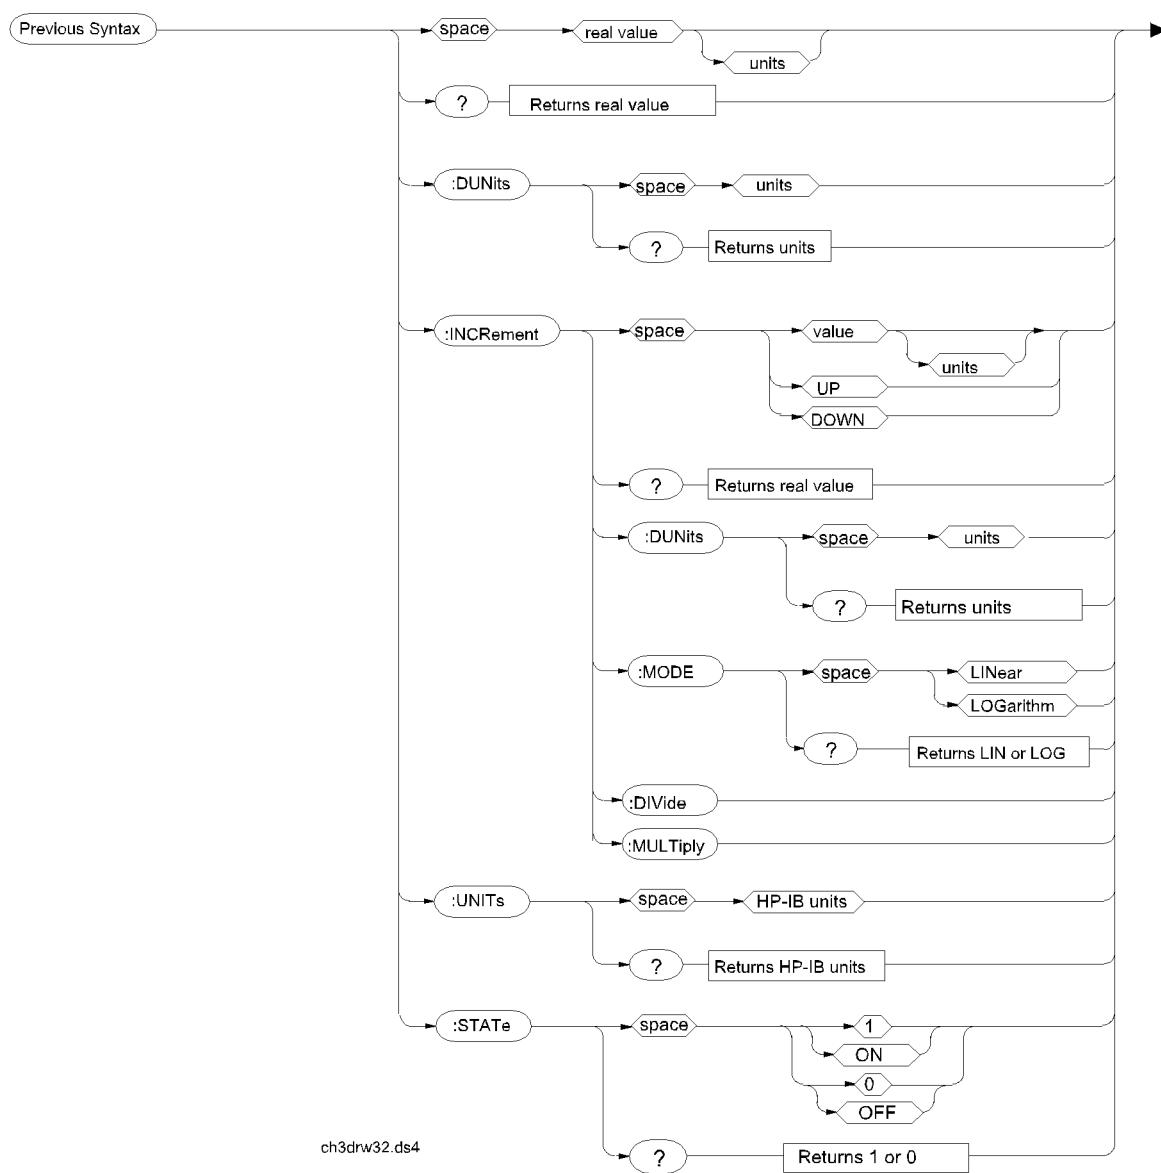 Previous Syntax space real value
units
? Returns real value
:DUNits space units
? Returns units
:INCRement space value
units
UP
DOWN
? Returns real value
:DUNits space units
? Returns units
:MODE space LINear
LOGarithm
? Returns LIN or LOG
:DIVide
:MULTiply
:UNITs space HP-IB units
? Returns HP-IB units
:STATe space 1
ON
0
OFF
ch3drw32.ds4
? Returns 1 or 0